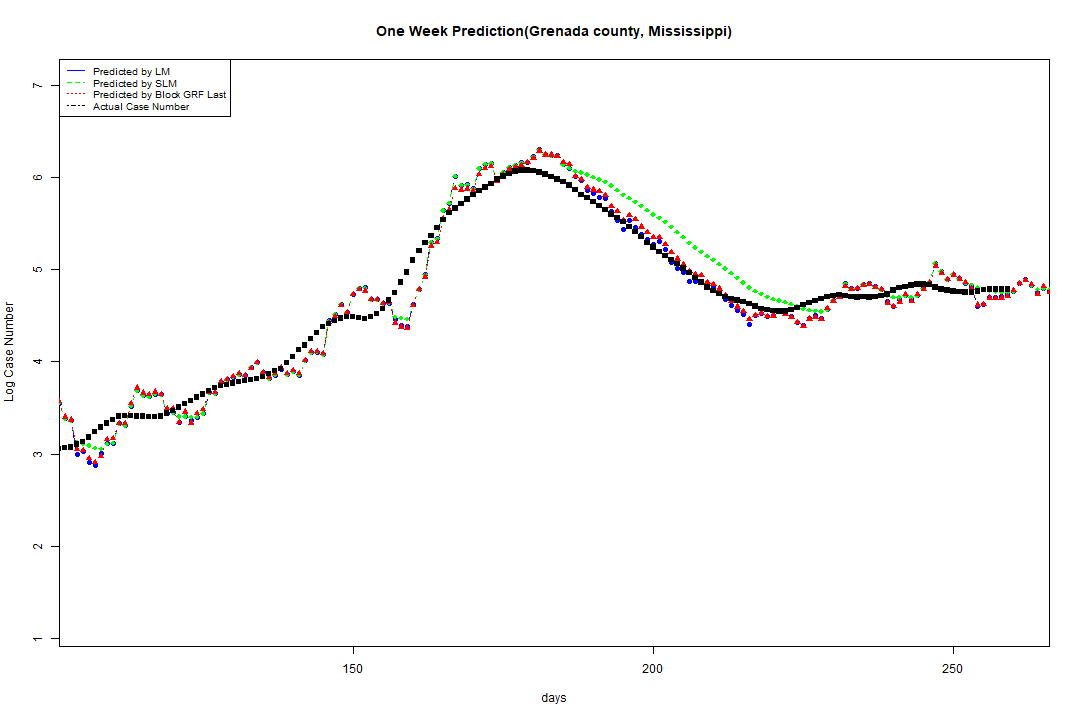 One Week Prediction(Grenada county, Mississippi)
Predicted by LM
Predicted by SLM
Predicted by Block GRF Last
Actual Case Number
7
6
5
4
3
2
1
Log Case Number
150 200 250
days